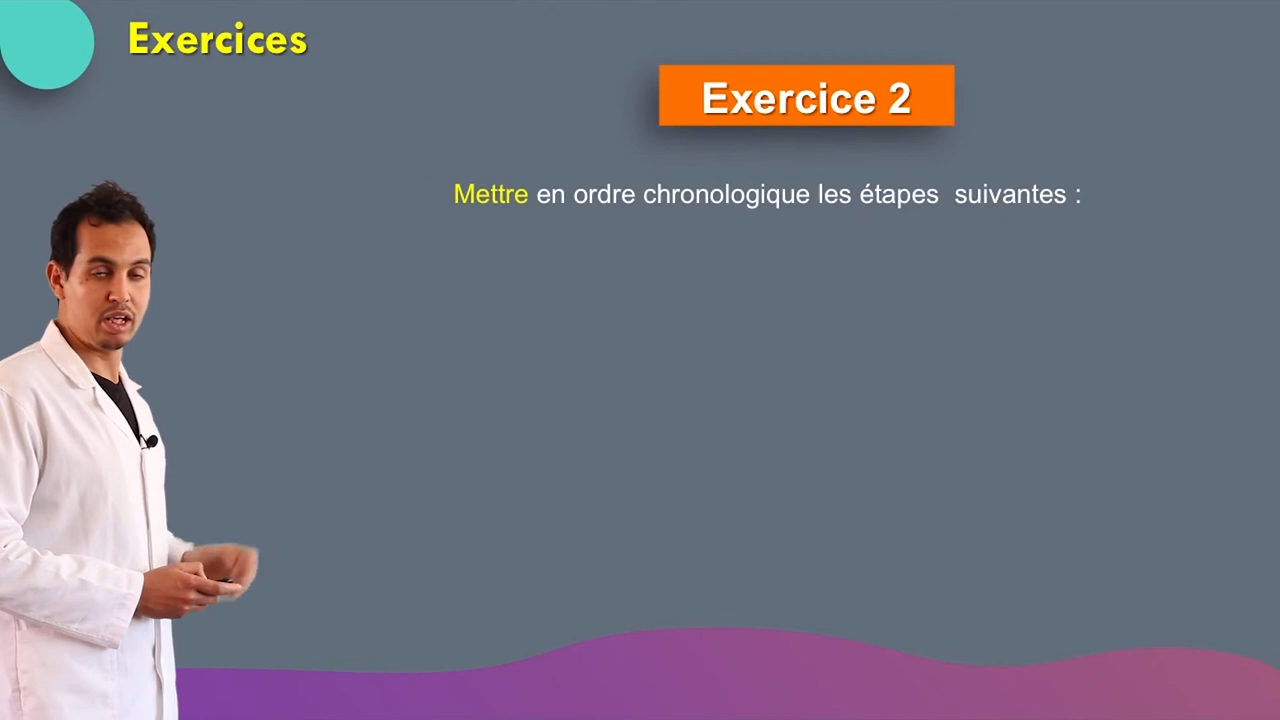 Exercices
Exercice 2
Mettre en ordre chronologique les étapes suivantes :